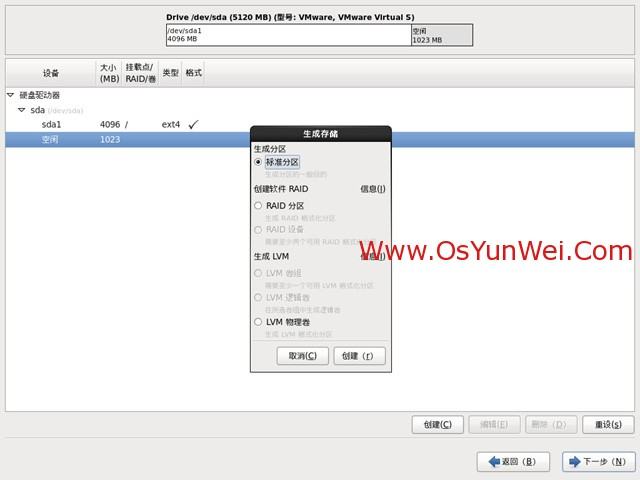 Drive /dev/sda (5120 MB) (型号: VMware, VMware Virtual S)
/dev/sda1
4096 MB
空闲
1023 MB
设备
大小
(MB)
挂载点/
RAID/卷
类型
格式
硬盘驱动器
sda (/dev/sda)
sda1 4096 / ext4
空闲 1023
生成存储
生成分区
标准分区
生成分区的一般目的
创建软件 RAID 信息(I)
RAID 分区
生成 RAID 格式化分区
RAID 设备
需要至少两个可用 RAID 格式化分区
生成 LVM 信息(I)
LVM 卷组
需要至少一个可用 LVM 格式化分区
LVM 逻辑卷
在所选卷组中生成逻辑卷
LVM 物理卷
生成 LVM 格式化分区
取消(C) 创建（r）
Www.OsYunWei.Com
创建(C) 编辑(E) 删除（D） 重设(s)
返回（B） 下一步（N）